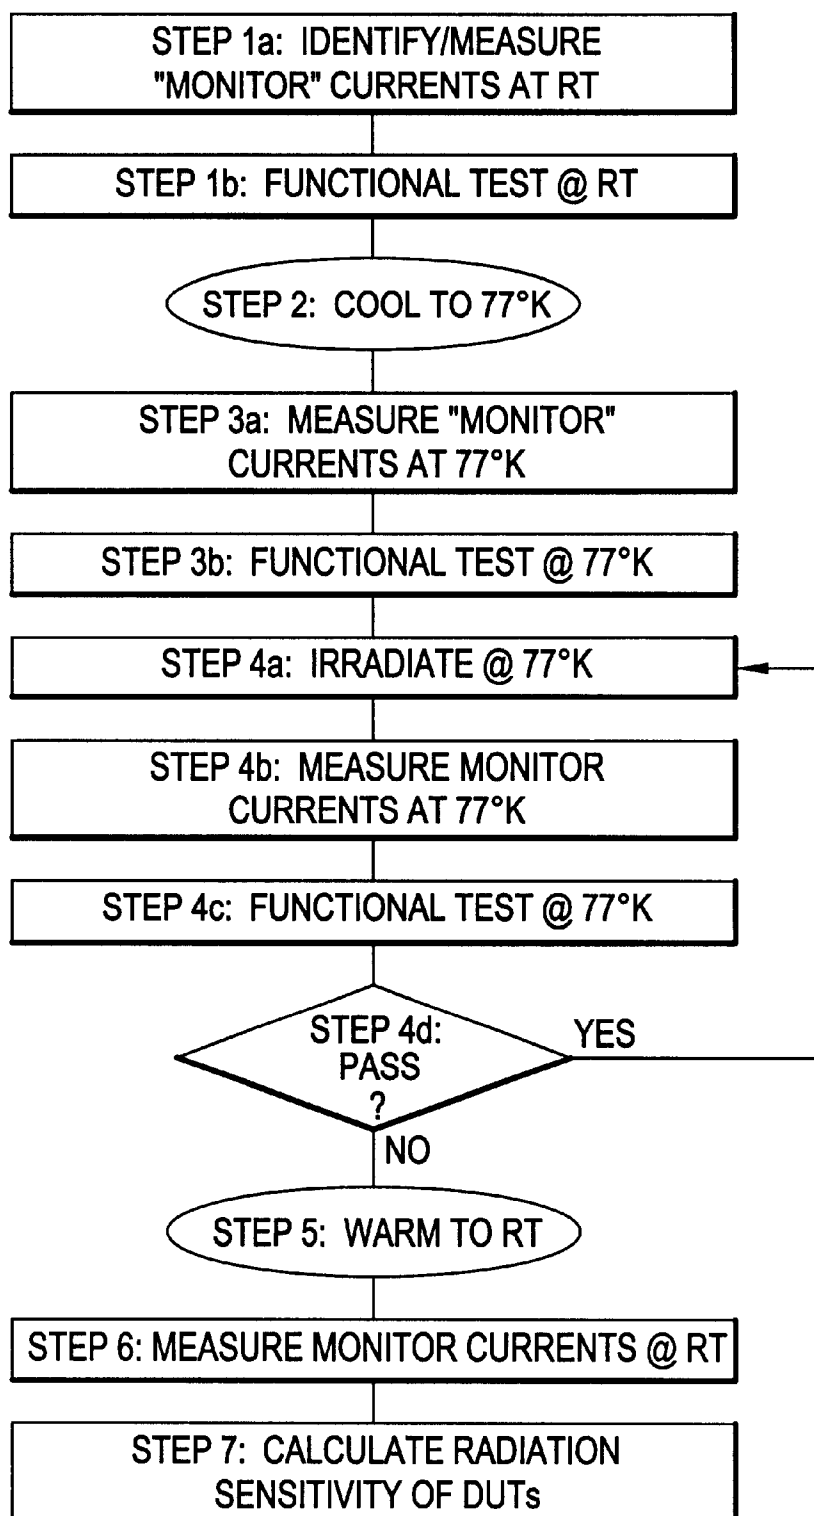 STEP 1a: IDENTIFY/MEASURE
"MONITOR" CURRENTS AT RT
STEP 1b: FUNCTIONAL TEST @ RT
STEP 2: COOL TO 77°K
STEP 3a: MEASURE "MONITOR"
CURRENTS AT 77°K
STEP 3b: FUNCTIONAL TEST @ 77°K
STEP 4a: IRRADIATE @ 77°K
STEP 4b: MEASURE MONITOR
CURRENTS AT 77°K
STEP 4c: FUNCTIONAL TEST @ 77°K
STEP 4d:
PASS
?
YES
NO
STEP 5: WARM TO RT
STEP 6: MEASURE MONITOR CURRENTS @ RT
STEP 7: CALCULATE RADIATION
SENSITIVITY OF DUTs